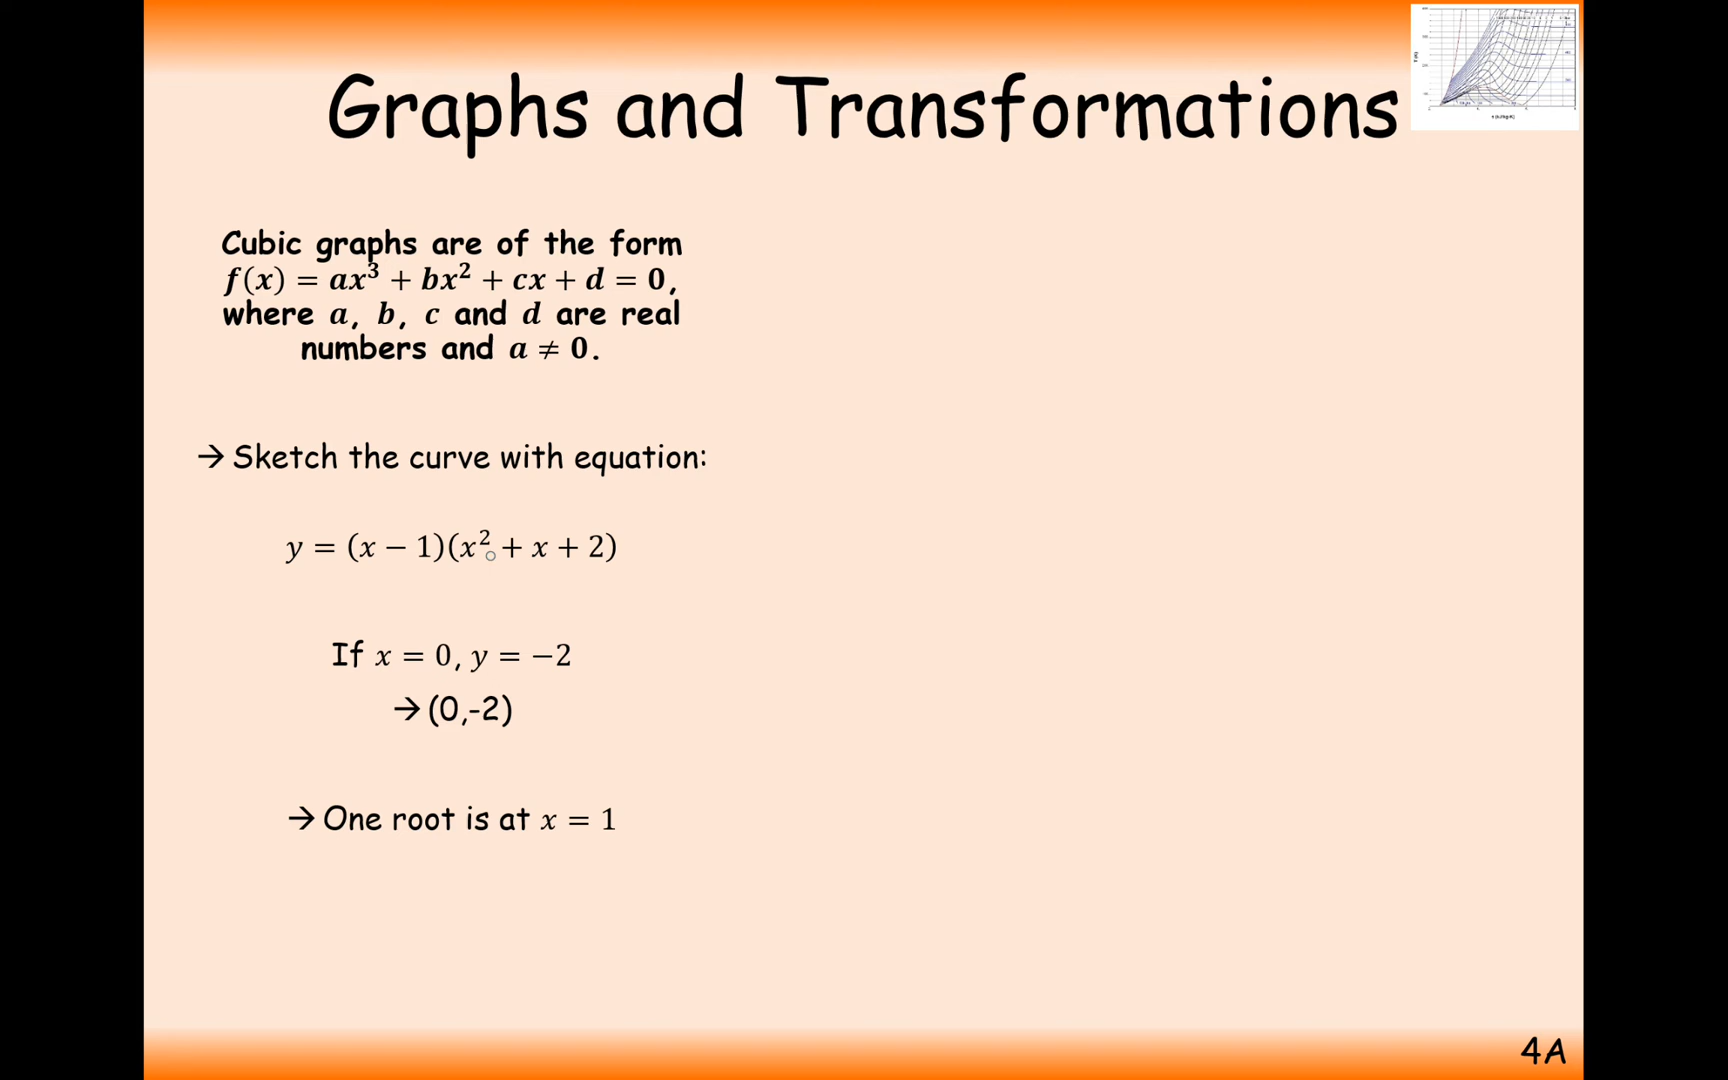 Graphs and Transformations
Cubic graphs are of the form
f(x) = ax³ + bx² + cx + d = 0,
where a, b, c and d are real
numbers and a ≠ 0.
→ Sketch the curve with equation:
y = (x − 1)(x² + x + 2)
If x = 0, y = −2
→ (0,-2)
→ One root is at x = 1
4A